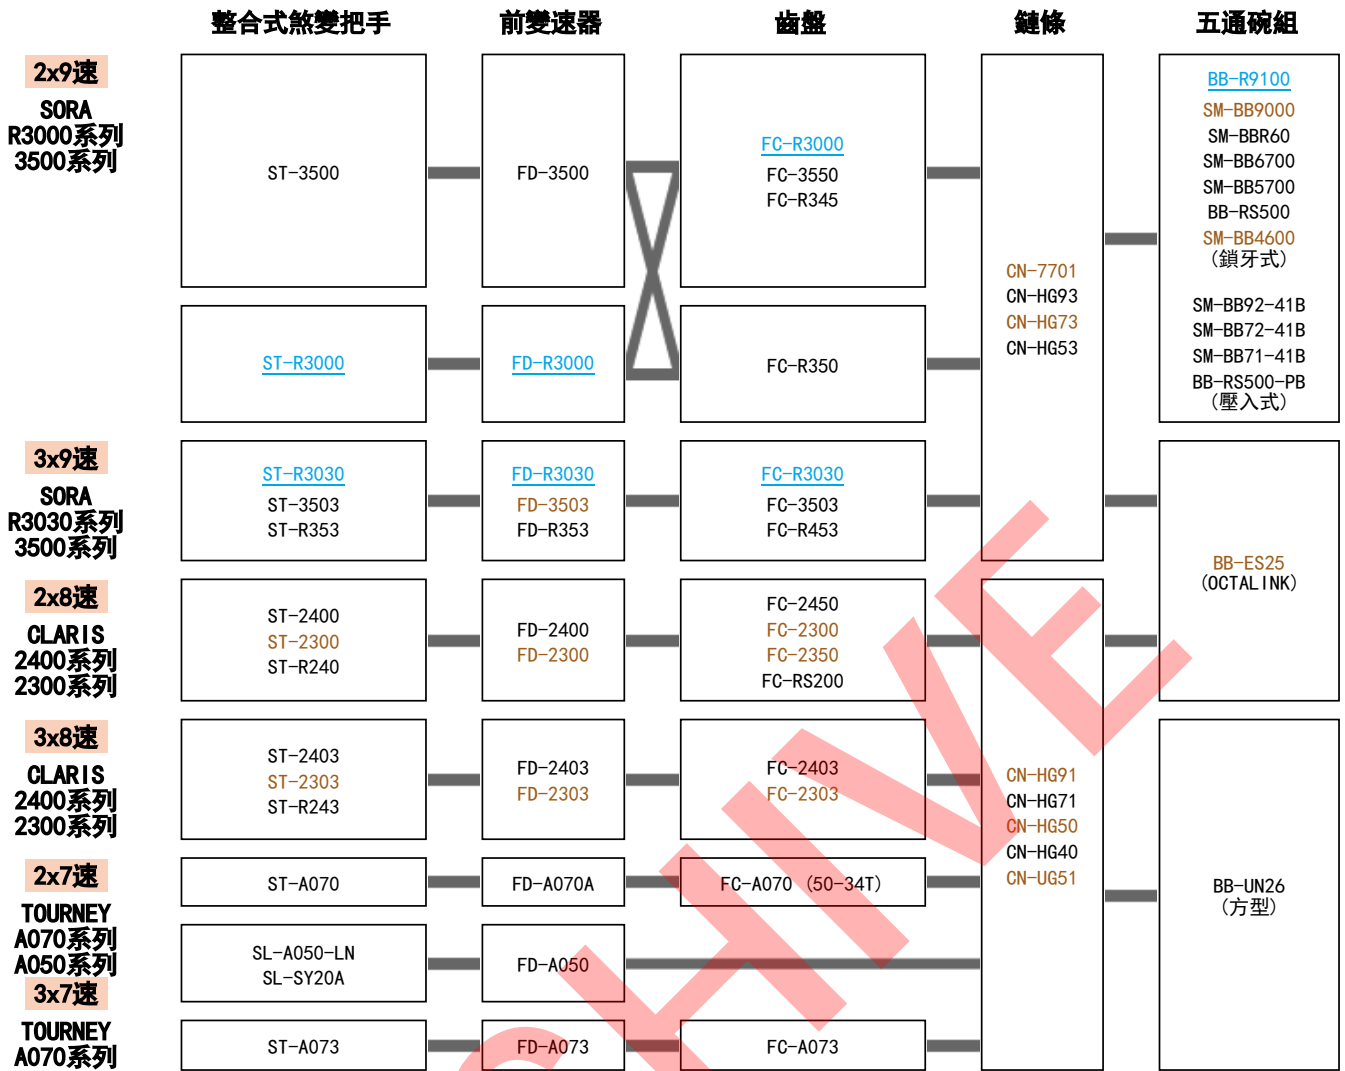 整合式煞變把手 前變速器 齒盤 鏈條 五通碗組
2x9速
SORA
R3000系列
3500系列
ST-3500
FD-3500
FC-R3000
FC-3550
FC-R345
ST-R3000
FD-R3000
FC-R350
CN-7701
CN-HG93
CN-HG73
CN-HG53
BB-R9100
SM-BB9000
SM-BBR60
SM-BB6700
SM-BB5700
BB-RS500
SM-BB4600
(鎖牙式)
SM-BB92-41B
SM-BB72-41B
SM-BB71-41B
BB-RS500-PB
(壓入式)
3x9速
SORA
R3030系列
3500系列
ST-R3030
ST-3503
ST-R353
FD-R3030
FD-3503
FD-R353
FC-R3030
FC-3503
FC-R453
BB-ES25
(OCTALINK)
2x8速
CLARIS
2400系列
2300系列
ST-2400
ST-2300
ST-R240
FD-2400
FD-2300
FC-2450
FC-2300
FC-2350
FC-RS200
3x8速
CLARIS
2400系列
2300系列
ST-2403
ST-2303
ST-R243
FD-2403
FD-2303
FC-2403
FC-2303
CN-HG91
CN-HG71
CN-HG50
CN-HG40
CN-UG51
BB-UN26
(方型)
2x7速
TOURNEY
A070系列
A050系列
ST-A070
FD-A070A
FC-A070 (50-34T)
SL-A050-LN
SL-SY20A
FD-A050
3x7速
TOURNEY
A070系列
ST-A073
FD-A073
FC-A073
CHIVE